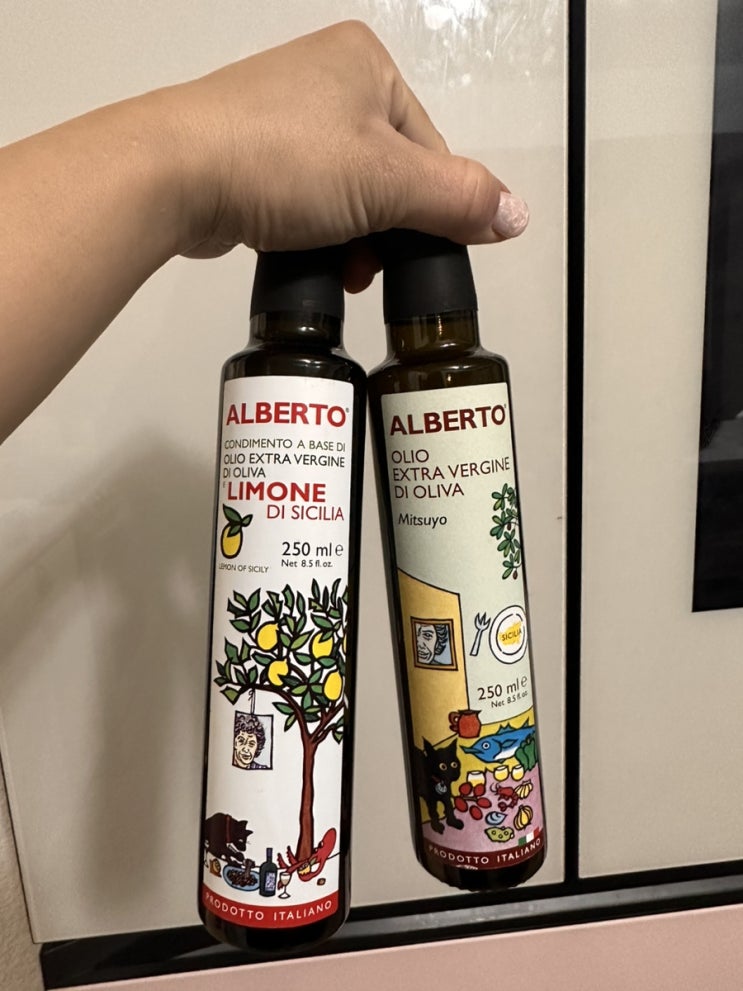 ALBERTO®
CONDIMENTO A BASE DI
OLIO EXTRA VERGINE
DI OLIVA
E LIMONE
DI SICILIA
LEMON OF SICILY
250 ml e
Net 8.5 fl. oz.
PRODOTTO ITALIANO
ALBERTO®
OLIO
EXTRA VERGINE
DI OLIVA
Mitsuyo
SICILIA
250 ml e
Net 8.5 fl. oz.
PRODOTTO ITALIANO